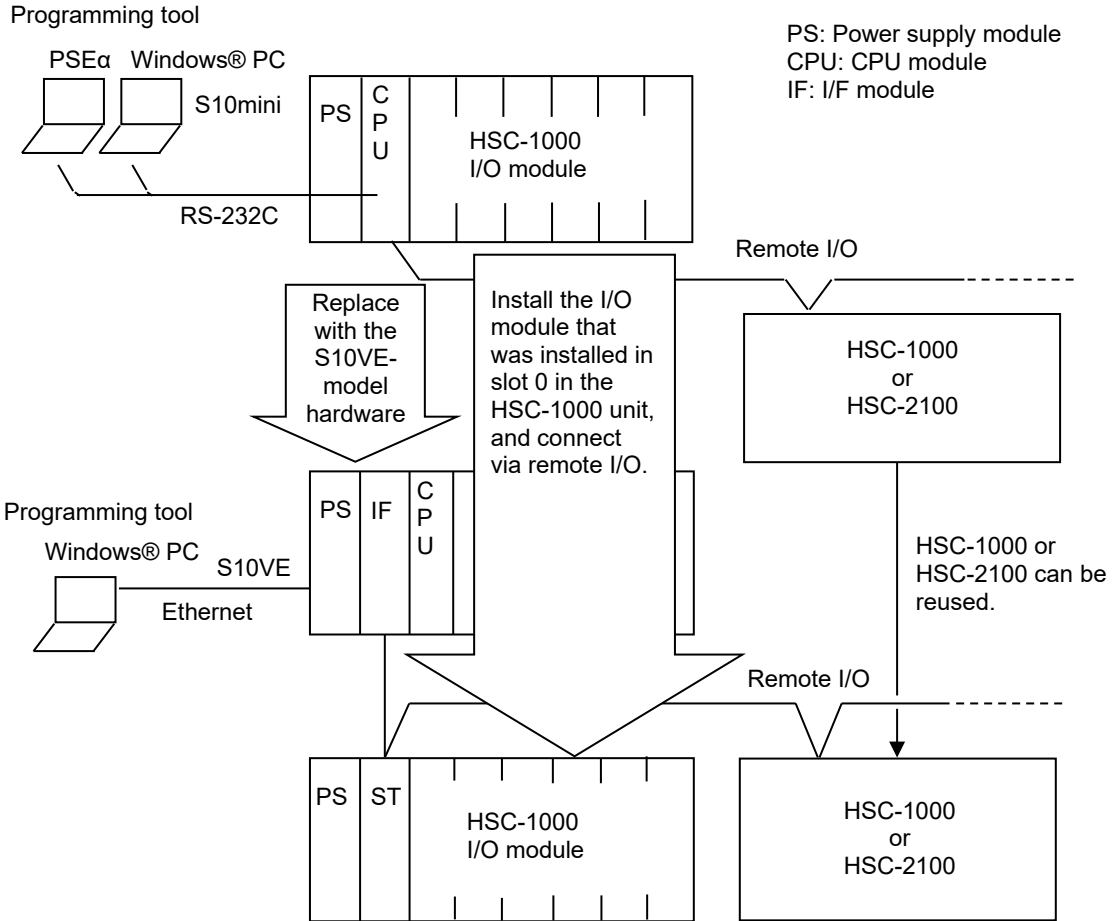 Programming tool
PSEα
Windows® PC
S10mini
PS
C
P
U
HSC-1000
I/O module
RS-232C
PS: Power supply module
CPU: CPU module
IF: I/F module
Remote I/O
Replace
with the
S10VE-
model
hardware
Install the I/O
module that
was installed in
slot 0 in the
HSC-1000 unit,
and connect
via remote I/O.
HSC-1000
or
HSC-2100
Programming tool
Windows® PC
S10VE
Ethernet
PS
IF
C
P
U
HSC-1000 or
HSC-2100 can be
reused.
Remote I/O
PS
ST
HSC-1000
I/O module
HSC-1000
or
HSC-2100